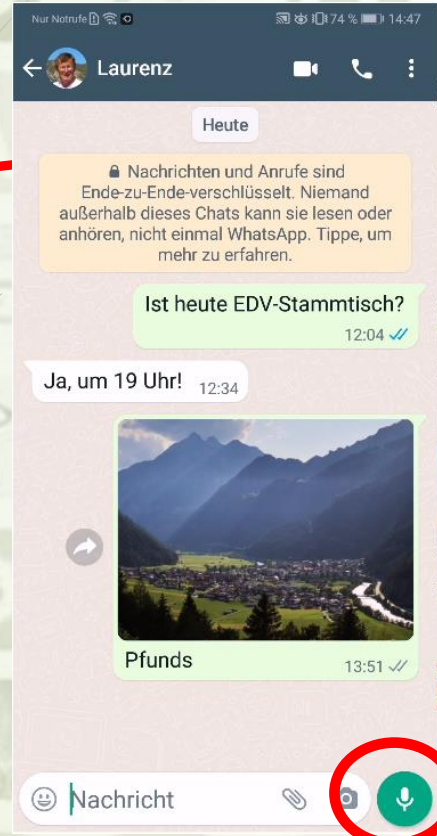 Nur Notrufe 74 % 14:47
Laurenz
Heute
Nachrichten und Anrufe sind
Ende-zu-Ende-verschlüsselt. Niemand
außerhalb dieses Chats kann sie lesen oder
anhören, nicht einmal WhatsApp. Tippe, um
mehr zu erfahren.
Ist heute EDV-Stammtisch?
12:04
Ja, um 19 Uhr! 12:34
Pfunds 13:51
Nachricht